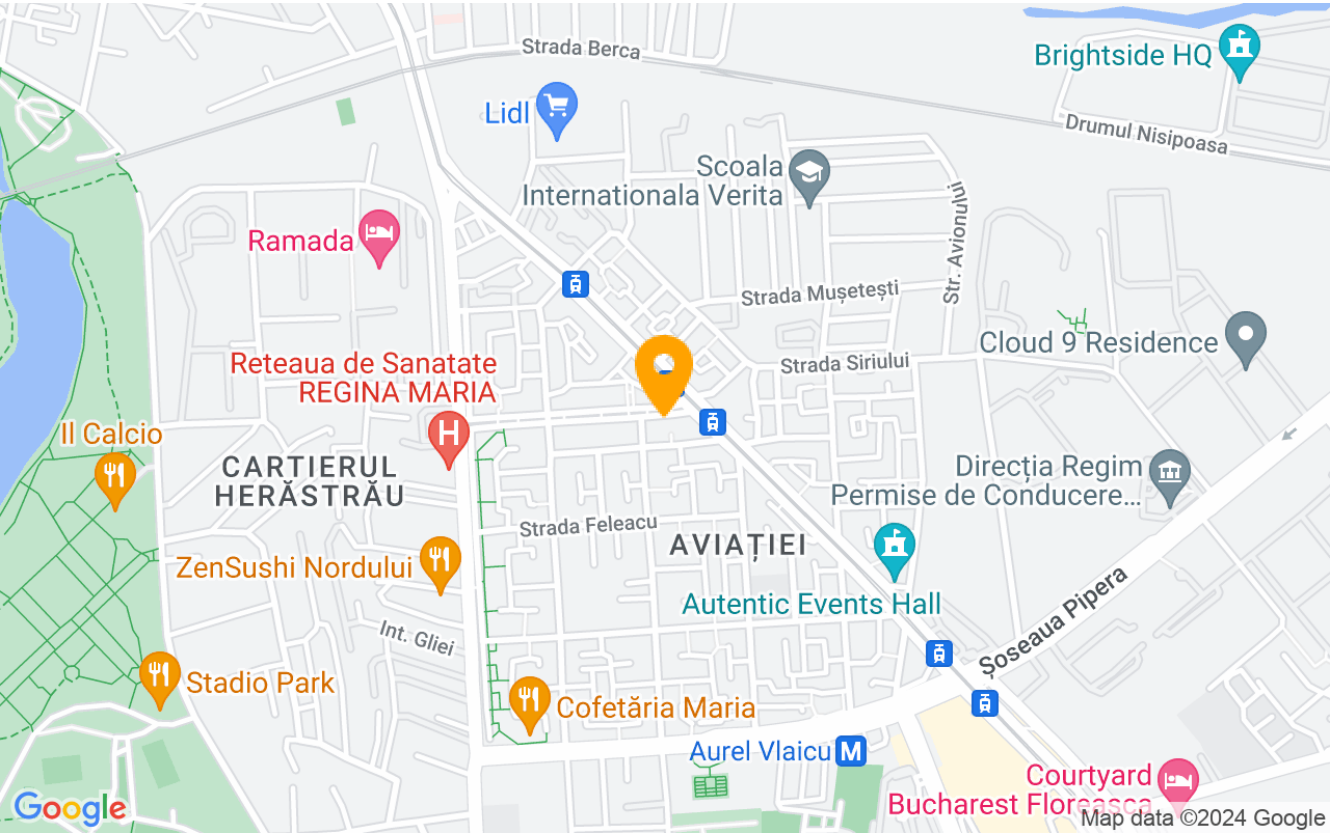 Strada Berca
Brightside HQ
Lidl
Drumul Nisipoasa
Scoala
Internationala Verita
Str. Avionului
Ramada
Strada Mușetești
Cloud 9 Residence
Reteaua de Sanatate
REGINA MARIA
Strada Siriului
H
Il Calcio
CARTIERUL
HERĂSTRĂU
Direcția Regim
Permise de Conducere...
Strada Feleacu
AVIAȚIEI
ZenSushi Nordului
Autentic Events Hall
Șoseaua Pipera
Int. Gliei
Stadio Park
Cofetăria Maria
Aurel Vlaicu M
Courtyard
Bucharest Floreasca
Google
Map data ©2024 Google